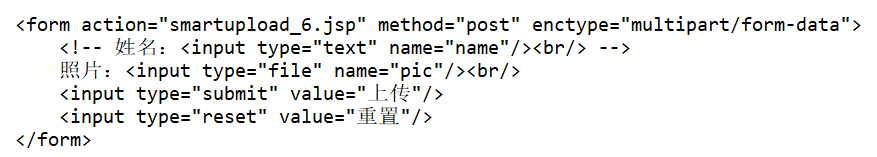 <form action="smartupload_6.jsp" method="post" enctype="multipart/form-data">
    <!-- 姓名：<input type="text" name="name"/><br/> -->
    照片：<input type="file" name="pic"/><br/>
    <input type="submit" value="上传"/>
    <input type="reset" value="重置"/>
</form>